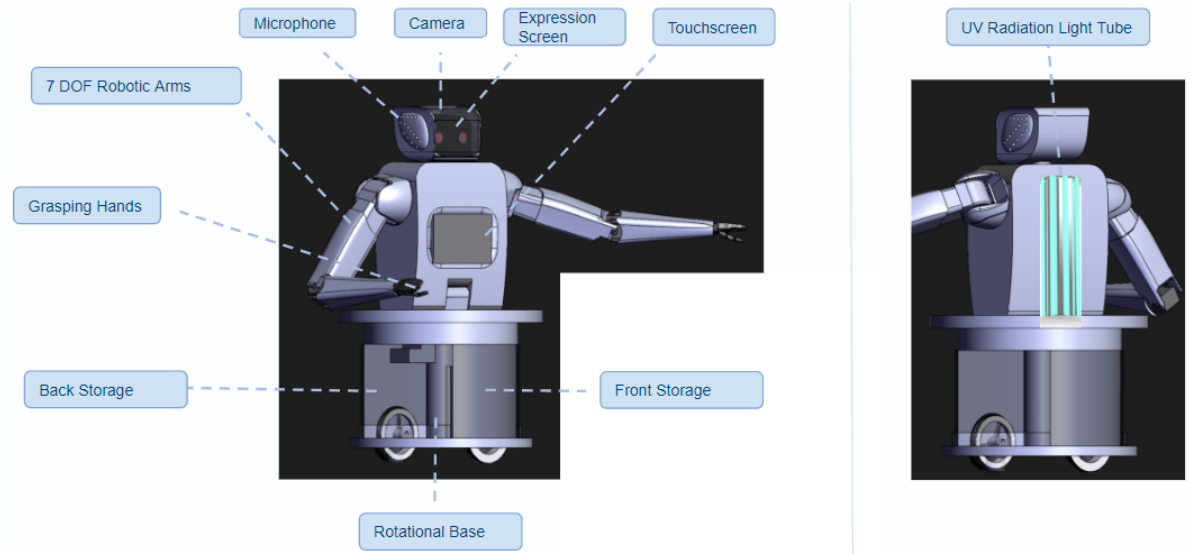 Microphone
Camera
Expression
Screen
Touchscreen
UV Radiation Light Tube
7 DOF Robotic Arms
Grasping Hands
Back Storage
Front Storage
Rotational Base